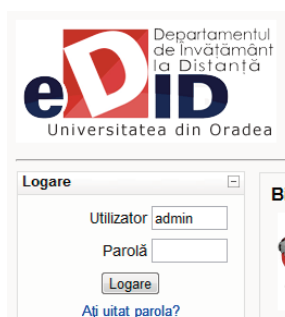 Departamentul
de Învățământ
la Distanță
eDID
Universitatea din Oradea
Logare
Utilizator admin
Parolă
Logare
Ați uitat parola?